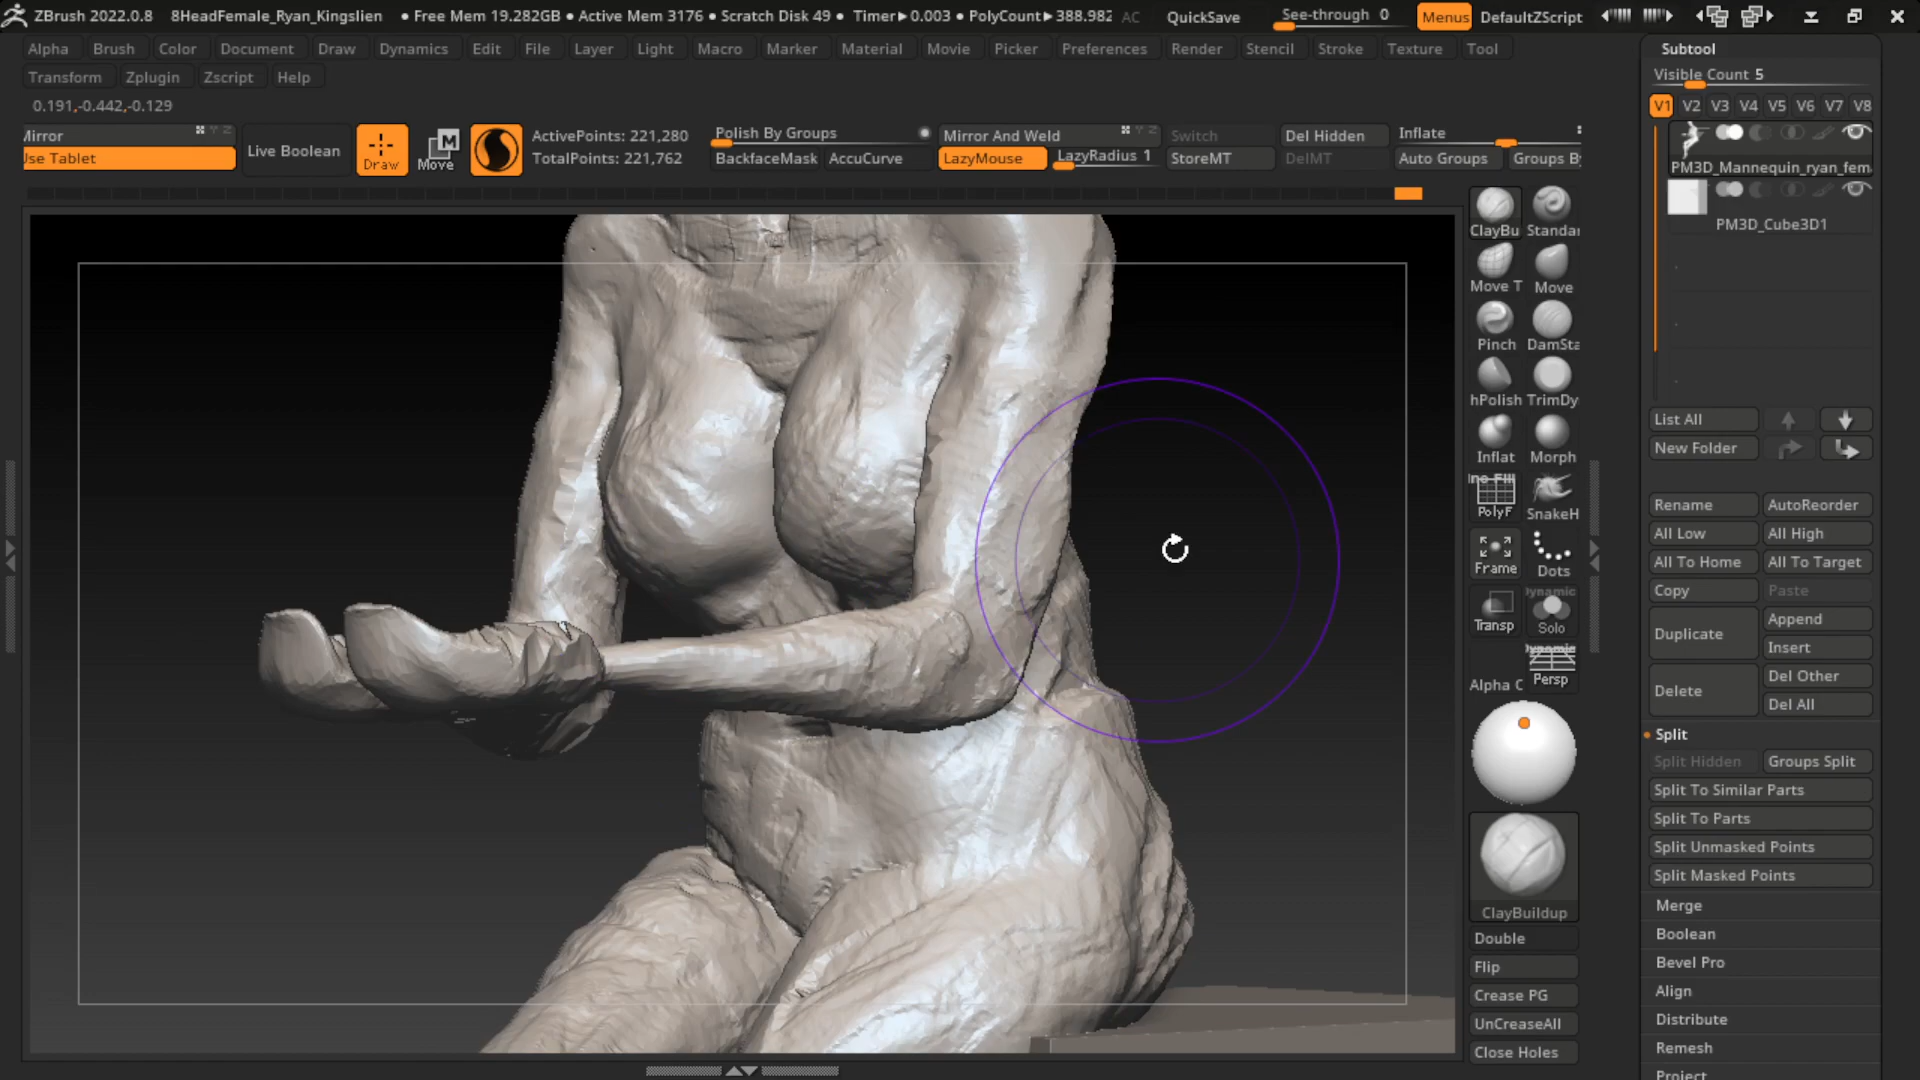 ZBrush 2022.0.8 8HeadFemale_Ryan_Kingslien • Free Mem 19.282GB • Active Mem 3176 • Scratch Disk 49 • Timer▸0.003 • PolyCount▸388.982 AC QuickSave See-through 0 Menus DefaultZScript
Alpha Brush Color Document Draw Dynamics Edit File Layer Light Macro Marker Material Movie Picker Preferences Render Stencil Stroke Texture Tool
Transform Zplugin Zscript Help
0.191,-0.442,-0.129
Use Tablet
Live Boolean
Draw
Move
ActivePoints: 221,280
TotalPoints: 221,762
Polish By Groups
BackfaceMask AccuCurve
Mirror And Weld
LazyMouse LazyRadius 1
Switch
StoreMT
Del Hidden
DelMT
Inflate
Auto Groups Groups By
ClayBu Standa
Move T Move
Pinch DamSta
hPolish TrimDy
Inflat Morph
PolyF SnakeH
Frame Dots
Transp Solo
Alpha Persp
ClayBuildup
Double
Flip
Crease PG
UnCreaseAll
Close Holes
Subtool
Visible Count 5
V1 V2 V3 V4 V5 V6 V7 V8
PM3D_Mannequin_ryan_fem
PM3D_Cube3D1
List All
New Folder
Rename AutoReorder
All Low All High
All To Home All To Target
Copy Paste
Duplicate Append
Insert
Delete Del Other
Del All
Split
Split Hidden Groups Split
Split To Similar Parts
Split To Parts
Split Unmasked Points
Split Masked Points
Merge
Boolean
Bevel Pro
Align
Distribute
Remesh
Project